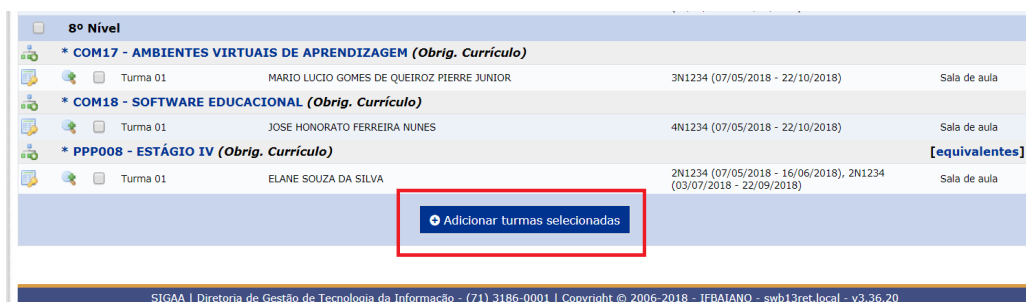 8º Nível
* COM17 - AMBIENTES VIRTUAIS DE APRENDIZAGEM (Obrig. Currículo)
Turma 01 MARIO LUCIO GOMES DE QUEIROZ PIERRE JUNIOR 3N1234 (07/05/2018 - 22/10/2018) Sala de aula
* COM18 - SOFTWARE EDUCACIONAL (Obrig. Currículo)
Turma 01 JOSE HONORATO FERREIRA NUNES 4N1234 (07/05/2018 - 22/10/2018) Sala de aula
* PPP008 - ESTÁGIO IV (Obrig. Currículo) [equivalentes]
Turma 01 ELANE SOUZA DA SILVA 2N1234 (07/05/2018 - 16/06/2018), 2N1234 (03/07/2018 - 22/09/2018) Sala de aula
Adicionar turmas selecionadas
SIGAA | Diretoria de Gestão de Tecnologia da Informação - (71) 3186-0001 | Copyright © 2006-2018 - IFBAIANO - swb13ret.local - v3.36.20